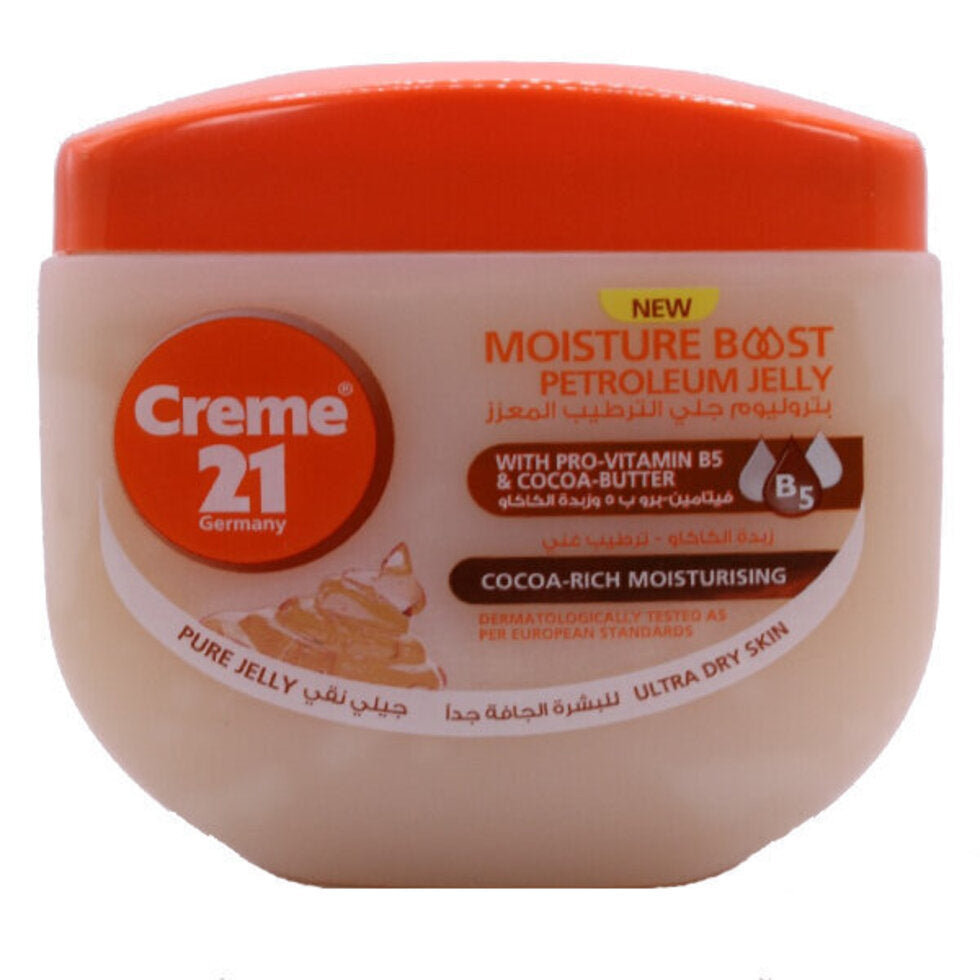 Creme®
21
Germany
NEW
MOISTURE BOOST
PETROLEUM JELLY
بتروليوم جلي الترطيب المعزز
WITH PRO-VITAMIN B5
& COCOA-BUTTER
فيتامين-برو ب ٥ وزبدة الكاكاو
B5
زبدة الكاكاو - ترطيب غني
COCOA-RICH MOISTURISING
DERMATOLOGICALLY TESTED AS
PER EUROPEAN STANDARDS
PURE JELLY جيلي نقي
للبشرة الجافة جداً ULTRA DRY SKIN